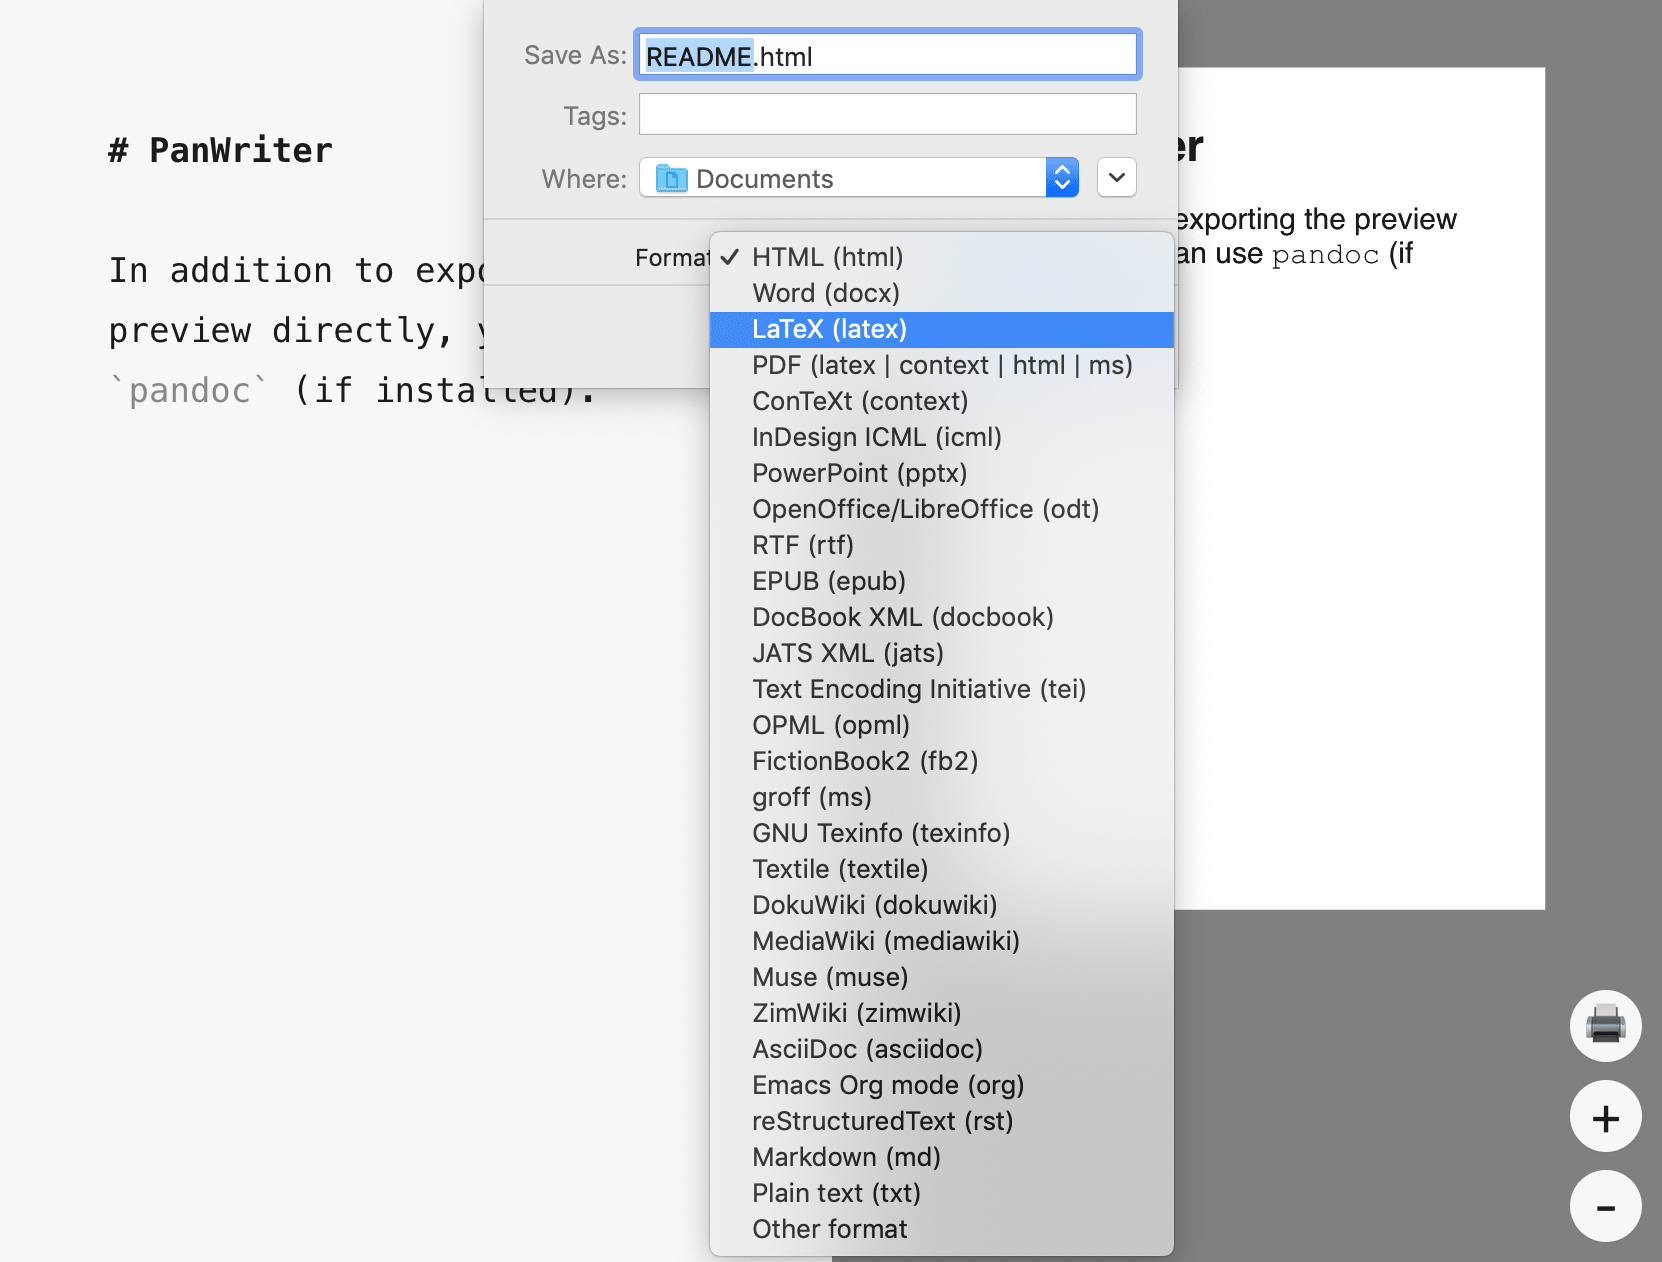 Save As: README.html
Tags:
Where: Documents
# PanWriter
In addition to exp
preview directly,
`pandoc` (if installed).
er
exporting the preview
an use pandoc (if
Format
✓ HTML (html)
Word (docx)
LaTeX (latex)
PDF (latex | context | html | ms)
ConTeXt (context)
InDesign ICML (icml)
PowerPoint (pptx)
OpenOffice/LibreOffice (odt)
RTF (rtf)
EPUB (epub)
DocBook XML (docbook)
JATS XML (jats)
Text Encoding Initiative (tei)
OPML (opml)
FictionBook2 (fb2)
groff (ms)
GNU Texinfo (texinfo)
Textile (textile)
DokuWiki (dokuwiki)
MediaWiki (mediawiki)
Muse (muse)
ZimWiki (zimwiki)
AsciiDoc (asciidoc)
Emacs Org mode (org)
reStructuredText (rst)
Markdown (md)
Plain text (txt)
Other format
+
-